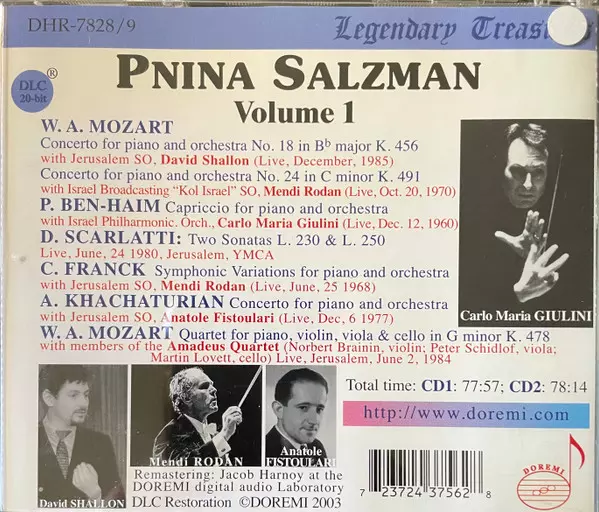 DHR-7828/9
Legendary
PNINA SALZMAN
DLC
20-bit
®
Volume 1
W. A. MOZART
Concerto for piano and orchestra No. 18 in Bb major K. 456
with Jerusalem SO, David Shallon (Live, December, 1985)
Concerto for piano and orchestra No. 24 in C minor K. 491
with Israel Broadcasting "Kol Israel" SO, Mendi Rodan (Live, Oct. 20, 1970)
P. BEN-HAIM Capriccio for piano and orchestra
with Israel Philharmonic. Orch., Carlo Maria Giulini (Live, Dec. 12, 1960)
D. SCARLATTI: Two Sonatas L. 230 & L. 250
Live, June, 24 1980, Jerusalem, YMCA
C. FRANCK Symphonic Variations for piano and orchestra
with Jerusalem SO, Mendi Rodan (Live, June, 25 1968)
A. KHACHATURIAN Concerto for piano and orchestra
with Jerusalem SO, Anatole Fistoulari (Live, Dec, 6 1977)
W. A. MOZART Quartet for piano, violin, viola & cello in G minor K. 478
with members of the Amadeus Quartet (Norbert Brainin, violin; Peter Schidlof, viola;
Martin Lovett, cello) Live, Jerusalem, June 2, 1984
Carlo Maria GIULINI
Total time: CD1: 77:57; CD2: 78:14
http://www.doremi.com
David SHALLON
Mendi RODAN
Anatole
FISTOULARI
Remastering: Jacob Harnoy at the
DOREMI digital audio Laboratory
DLC Restoration ©DOREMI 2003
7 23724 37562 8
DOREMI